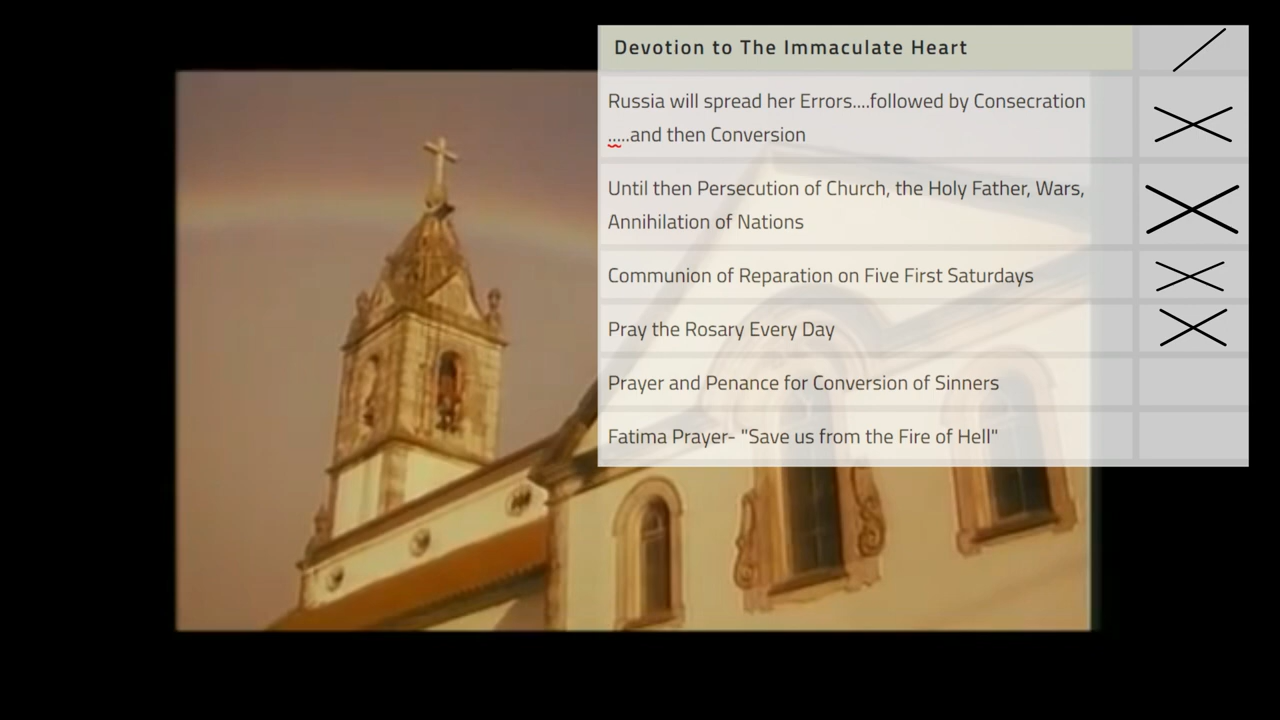 Devotion to The Immaculate Heart
Russia will spread her Errors....followed by Consecration
.....and then Conversion
Until then Persecution of Church, the Holy Father, Wars,
Annihilation of Nations
Communion of Reparation on Five First Saturdays
Pray the Rosary Every Day
Prayer and Penance for Conversion of Sinners
Fatima Prayer- "Save us from the Fire of Hell"